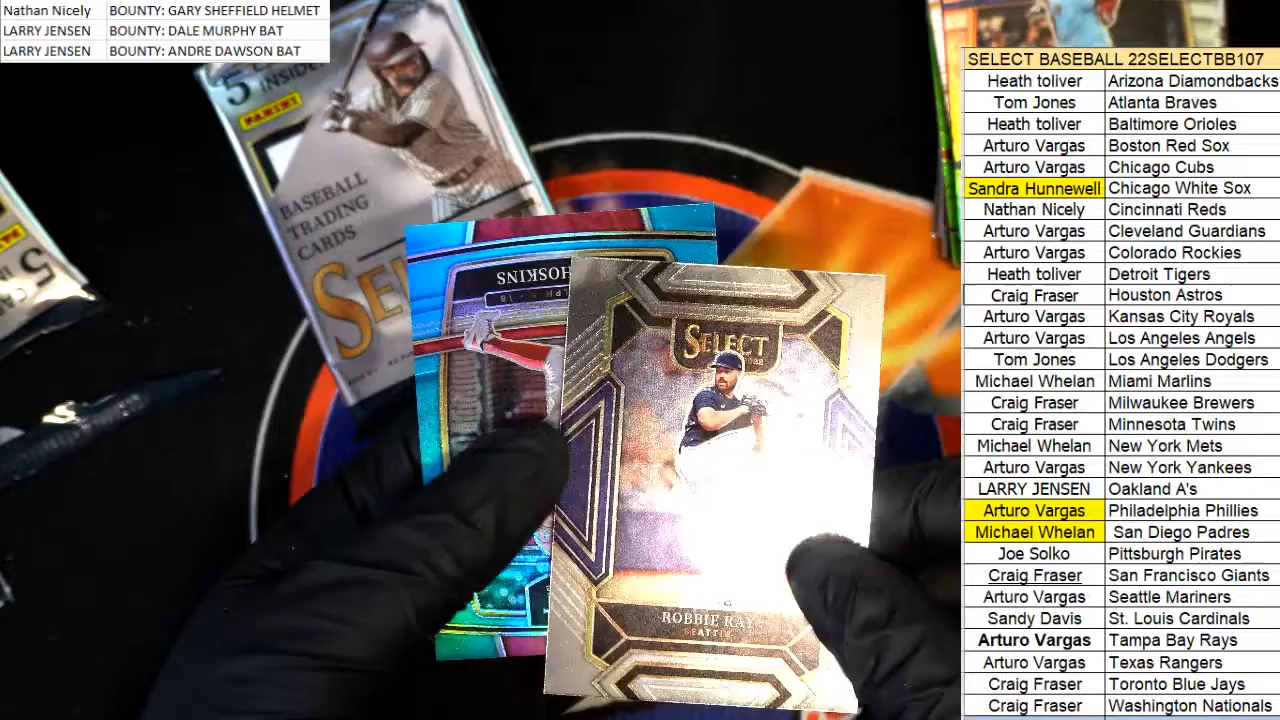 Nathan Nicely BOUNTY: GARY SHEFFIELD HELMET
LARRY JENSEN BOUNTY: DALE MURPHY BAT
LARRY JENSEN BOUNTY: ANDRE DAWSON BAT
5
PANINI
BASEBALL
TRADING
CARDS
HOSKINS
SELECT
ROBBIE RAY
SEATTLE
5
SELECT BASEBALL 22SELECTBB107
Heath toliver Arizona Diamondbacks
Tom Jones Atlanta Braves
Heath toliver Baltimore Orioles
Arturo Vargas Boston Red Sox
Arturo Vargas Chicago Cubs
Sandra Hunnewell Chicago White Sox
Nathan Nicely Cincinnati Reds
Arturo Vargas Cleveland Guardians
Arturo Vargas Colorado Rockies
Heath toliver Detroit Tigers
Craig Fraser Houston Astros
Arturo Vargas Kansas City Royals
Arturo Vargas Los Angeles Angels
Tom Jones Los Angeles Dodgers
Michael Whelan Miami Marlins
Craig Fraser Milwaukee Brewers
Craig Fraser Minnesota Twins
Michael Whelan New York Mets
Arturo Vargas New York Yankees
LARRY JENSEN Oakland A's
Arturo Vargas Philadelphia Phillies
Michael Whelan San Diego Padres
Joe Solko Pittsburgh Pirates
Craig Fraser San Francisco Giants
Arturo Vargas Seattle Mariners
Sandy Davis St. Louis Cardinals
Arturo Vargas Tampa Bay Rays
Arturo Vargas Texas Rangers
Craig Fraser Toronto Blue Jays
Craig Fraser Washington Nationals